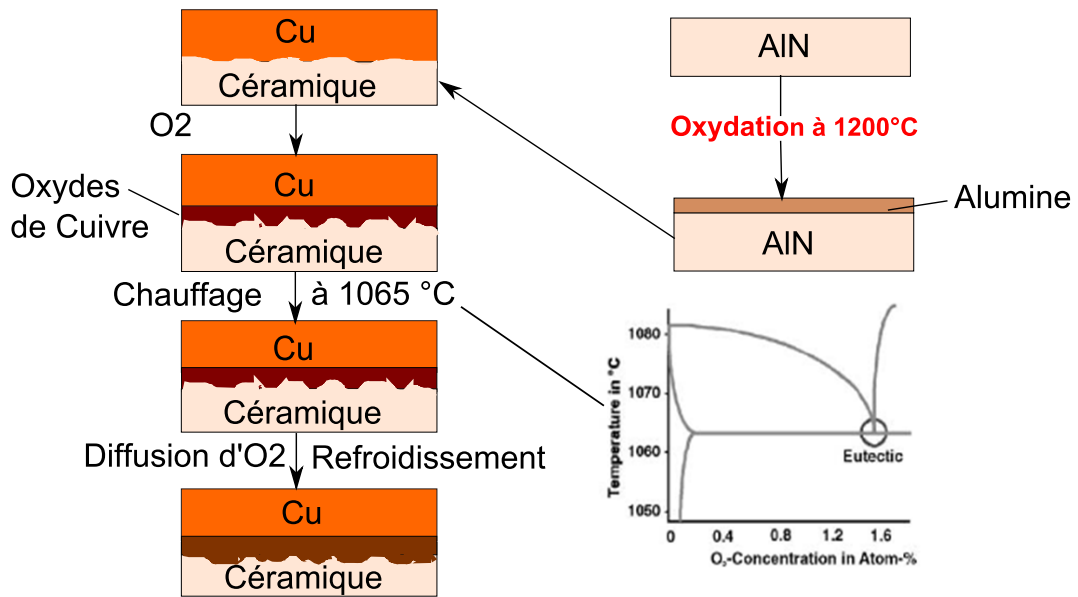 Cu
Céramique
O2
Oxydes
de Cuivre
Cu
Céramique
Chauffage à 1065 °C
Cu
Céramique
Diffusion d'O2 Refroidissement
Cu
Céramique
AlN
Oxydation à 1200°C
Alumine
AlN
Temperature in °C
1080
1070
1060
1050
Eutectic
0 0.4 0.8 1.2 1.6
O₂-Concentration in Atom-%